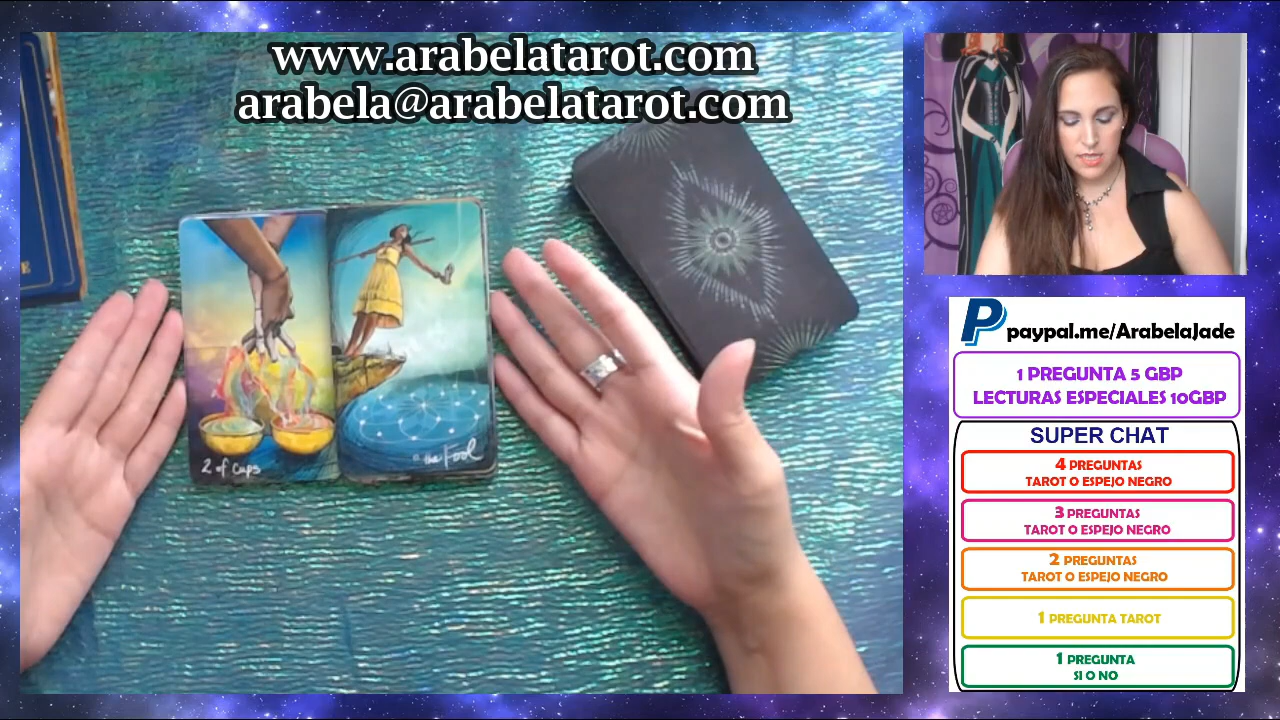 www.arabelatarot.com
arabela@arabelatarot.com
2 of Cups
the Fool
paypal.me/ArabelaJade
1 PREGUNTA 5 GBP
LECTURAS ESPECIALES 10GBP
SUPER CHAT
4 PREGUNTAS
TAROT O ESPEJO NEGRO
3 PREGUNTAS
TAROT O ESPEJO NEGRO
2 PREGUNTAS
TAROT O ESPEJO NEGRO
1 PREGUNTA TAROT
1 PREGUNTA
SI O NO